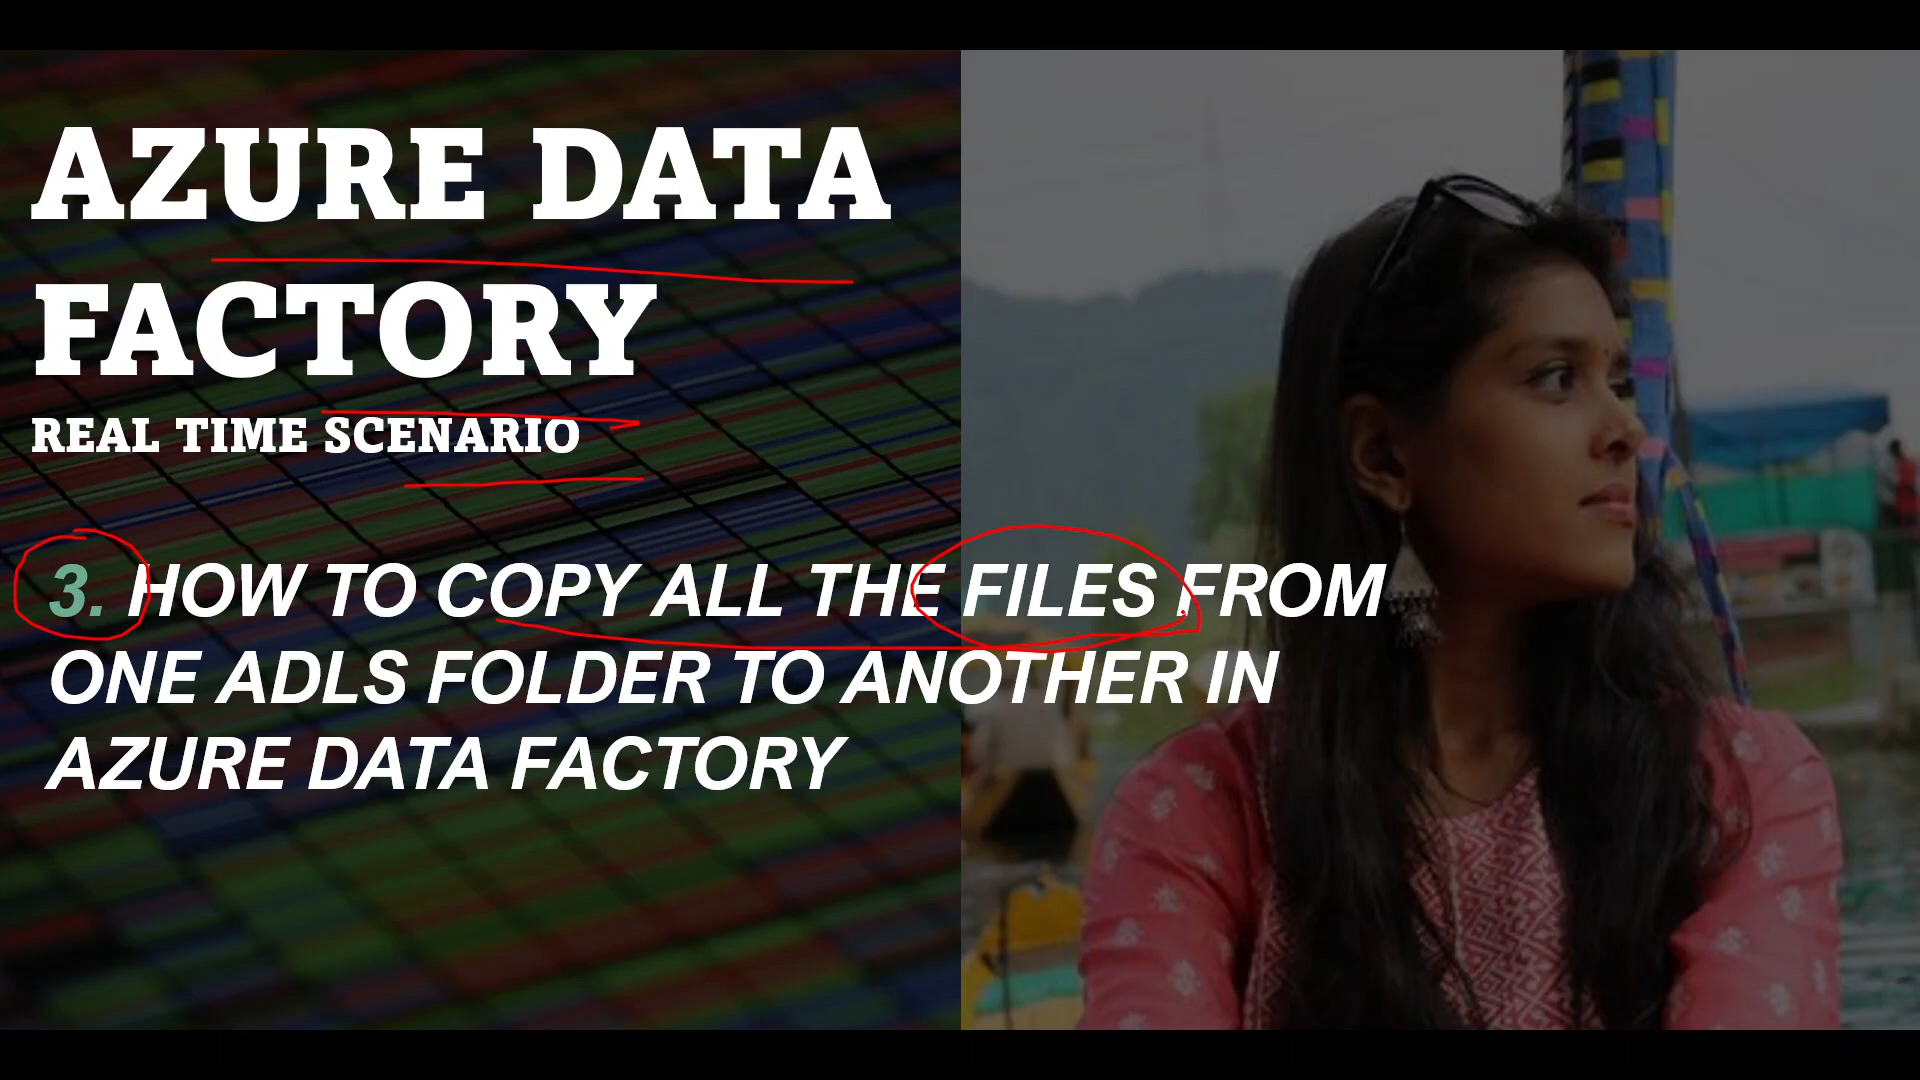 AZURE DATA
FACTORY
REAL TIME SCENARIO
3. HOW TO COPY ALL THE FILES FROM
ONE ADLS FOLDER TO ANOTHER IN
AZURE DATA FACTORY